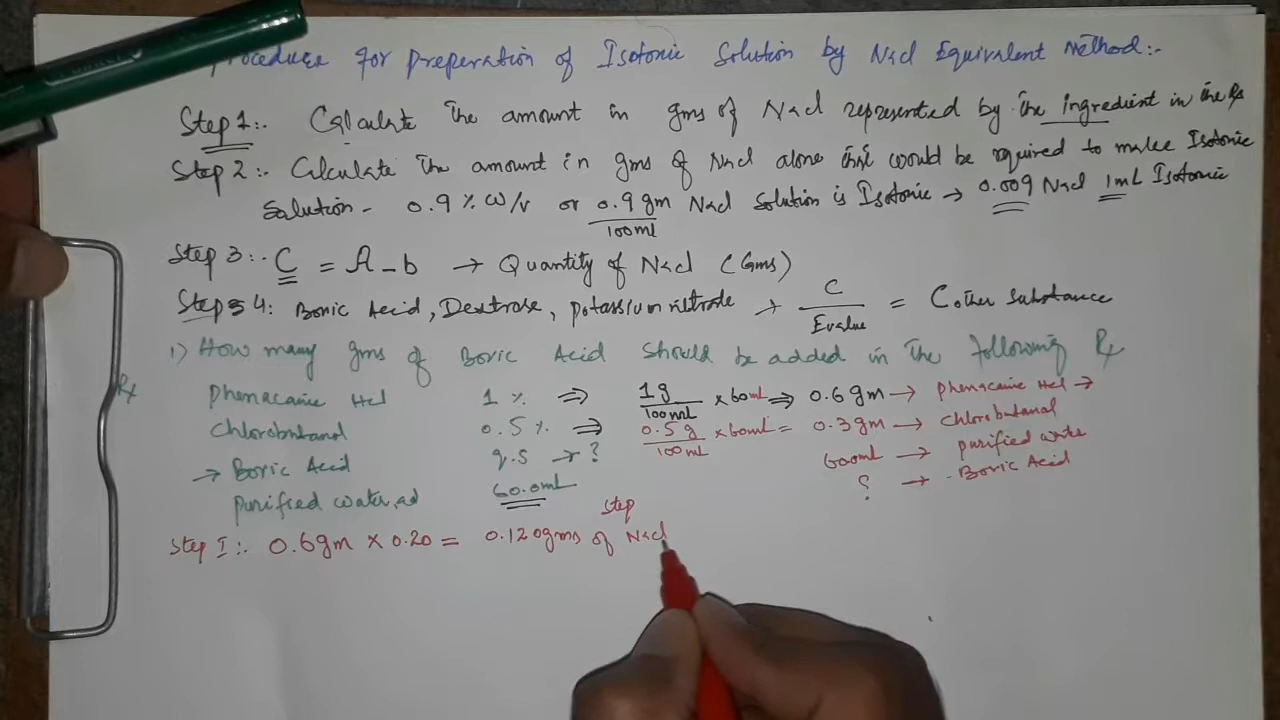 procedure for preperation of Isotonic Solution by Nacl Equivalent Method:-
Step 1:- Calculate The amount in gms of Nacl represented by the ingredient in the Rx
Step 2:- Calculate The amount in gms of Nacl alone that would be required to make Isotonic
Solution - 0.9 % W/v or 0.9 gm/100ml Nacl Solution is Isotonic → 0.009 Nacl 1mL Isotonic
Step 3:- C = A - b → Quantity of Nacl (Gms)
Step 4: Boric Acid, Dextrose, potassium nitrate → C/Evalue = C other Substance
1) How many gms of Boric Acid should be added in the following Rx
Rx Phenacaine Hcl 1 % ⇒ 1g/100ml × 60ml ⇒ 0.6 gm → phenacaine Hcl →
Chlorobutanol 0.5 % ⇒ 0.5g/100ml × 60ml = 0.3gm → chlorobutanol
→ Boric Acid q.s → ? 60ml → purified water
purified water, ad 60.0ml ? → Boric Acid
Step
Step I:- 0.6gm × 0.20 = 0.120gms of Nacl